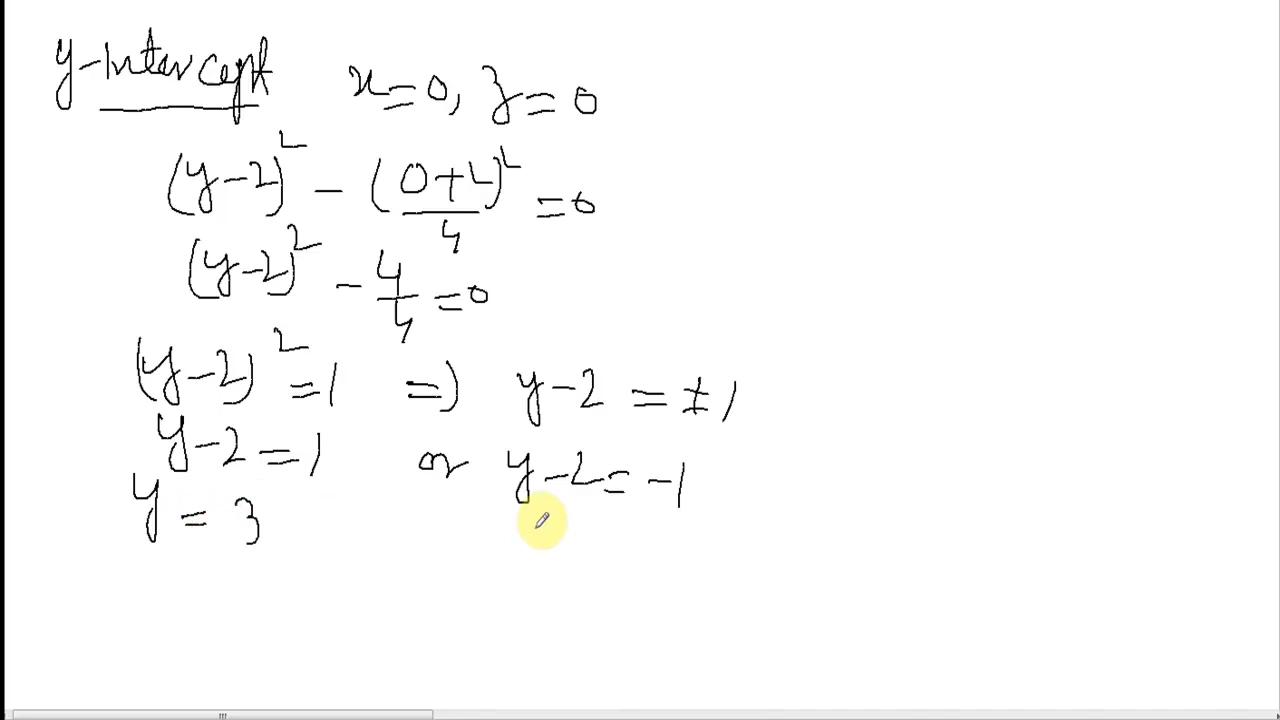 y-Intercept x=0, z=0
(y-2)² - (0+2)²/4 = 0
(y-2)² - 4/4 = 0
(y-2)² = 1 => y-2 = ±1
y-2 = 1 or y-2 = -1
y = 3